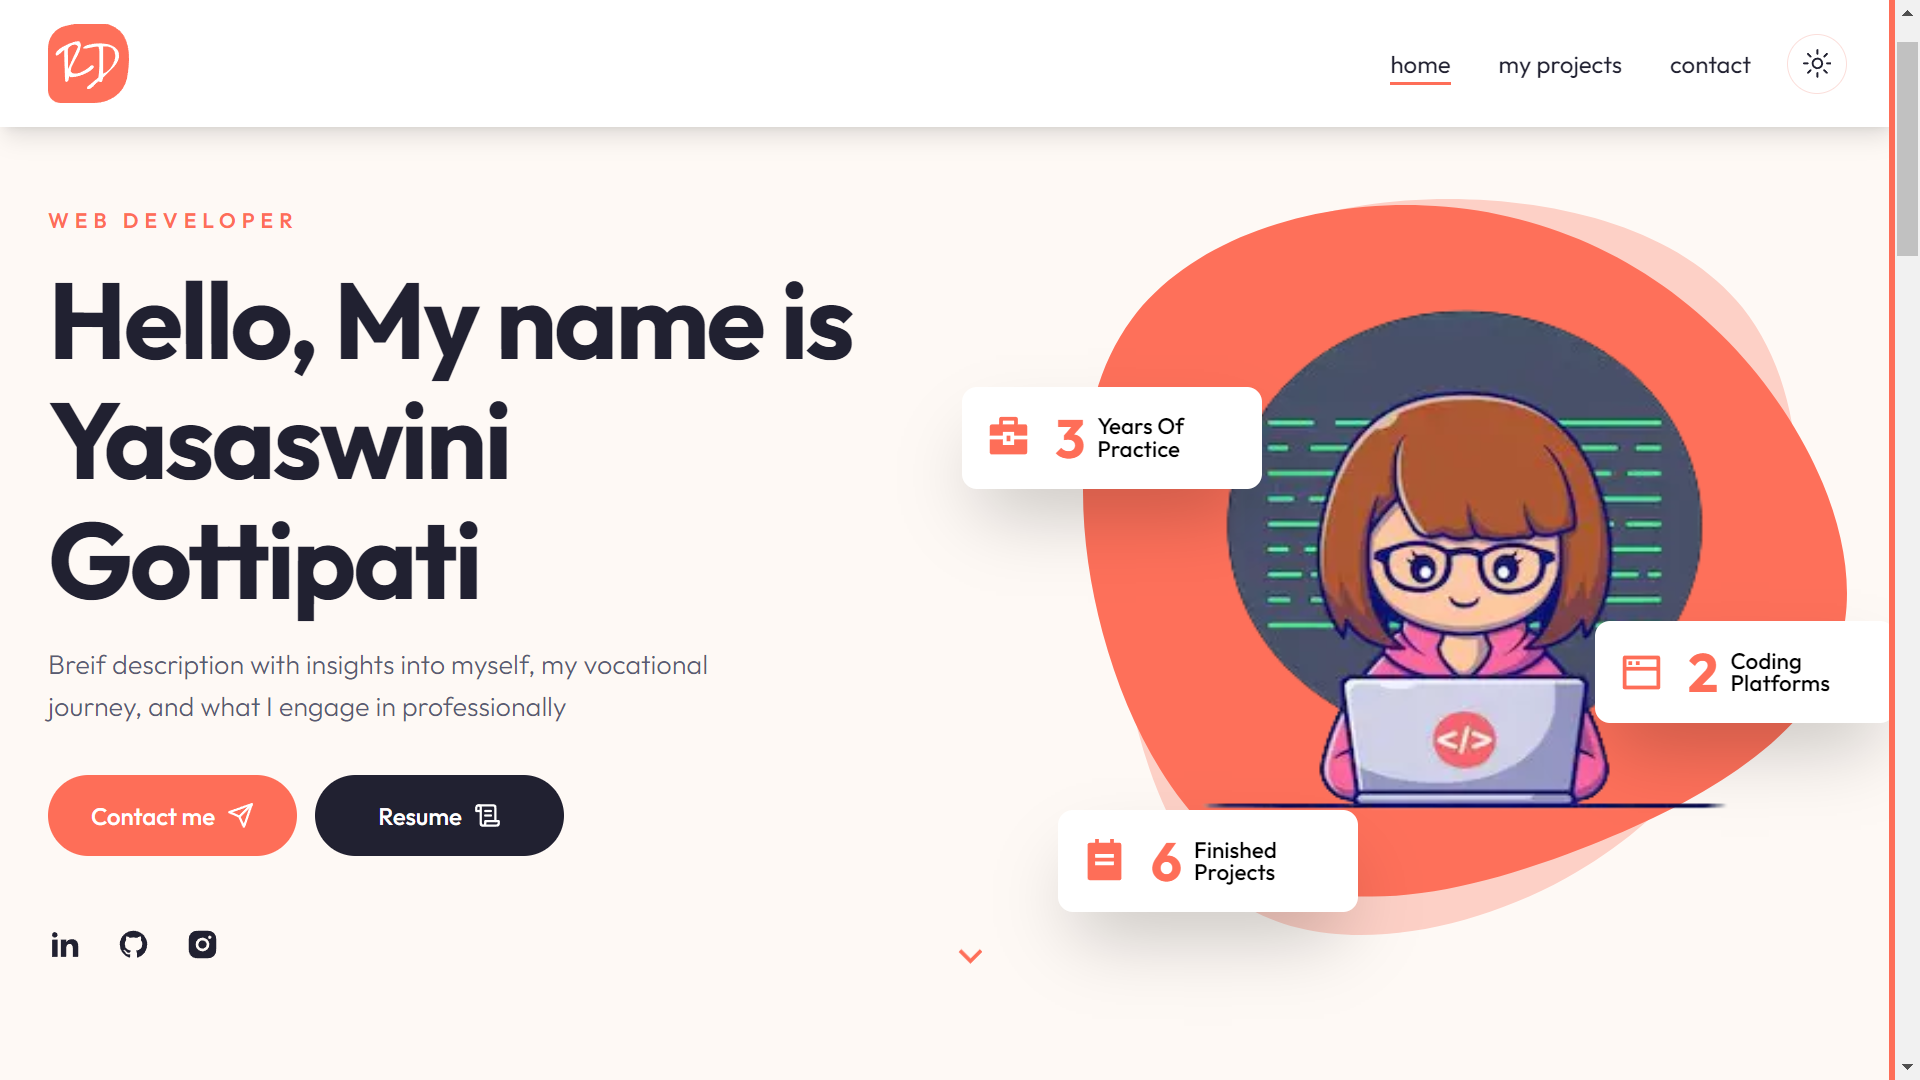 RD
home
my projects
contact
WEB DEVELOPER
Hello, My name is
Yasaswini
Gottipati
Breif description with insights into myself, my vocational
journey, and what I engage in professionally
Contact me
Resume
3 Years Of
Practice
</>
2 Coding
Platforms
6 Finished
Projects
in